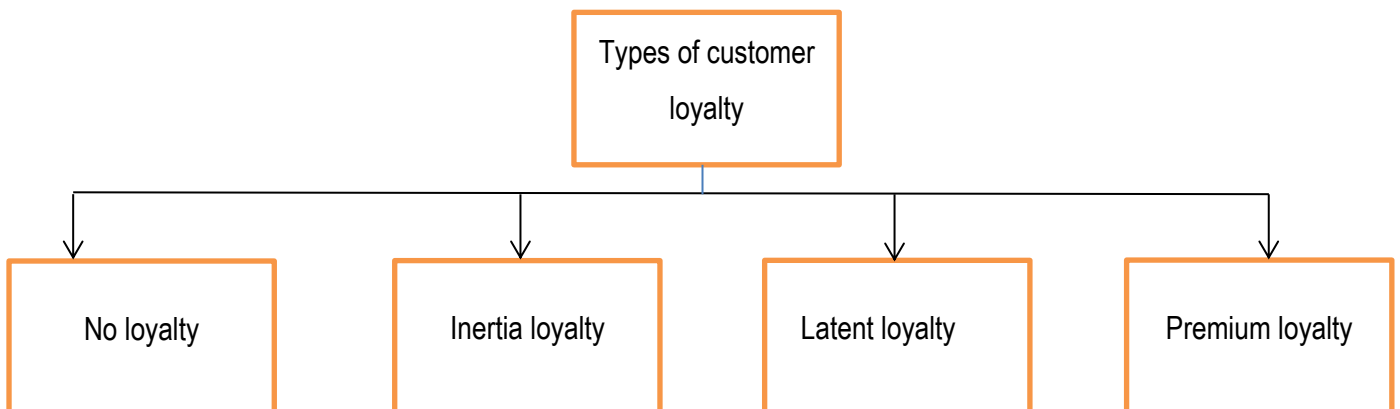 Types of customer
loyalty
No loyalty
Inertia loyalty
Latent loyalty
Premium loyalty